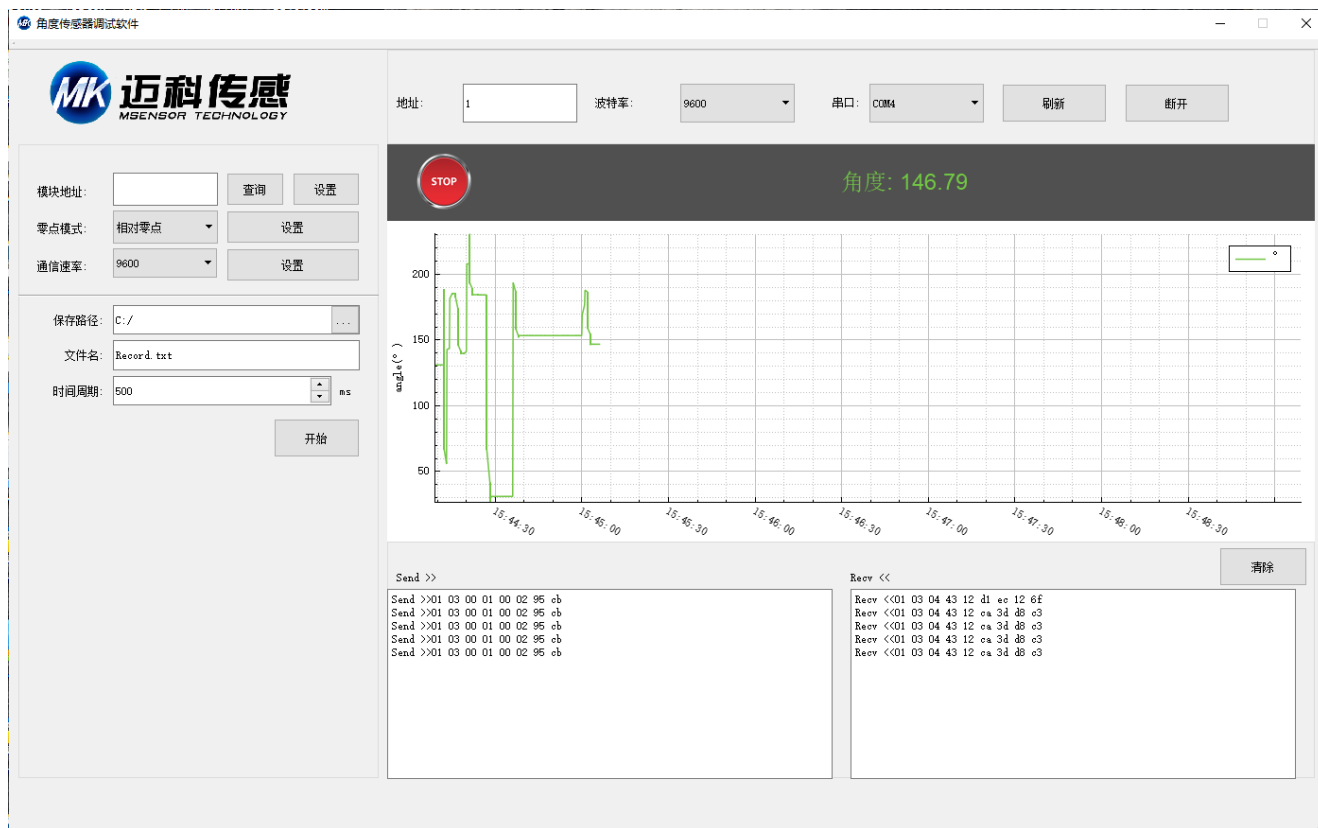 角度传感器调试软件
MK 迈科传感
MSENSOR TECHNOLOGY
地址: 1 波特率: 9600 串口: COM4 刷新 断开
STOP 角度: 146.79
模块地址: 查询 设置
零点模式: 相对零点 设置
通信速率: 9600 设置
保存路径: C:/ ...
文件名: Record.txt
时间周期: 500 ms
开始
°
angle(°)
200
150
100
50
15:44:30 15:45:00 15:45:30 15:46:00 15:46:30 15:47:00 15:47:30 15:48:00 15:48:30
清除
Send >>
Send >>01 03 00 01 00 02 95 cb
Send >>01 03 00 01 00 02 95 cb
Send >>01 03 00 01 00 02 95 cb
Send >>01 03 00 01 00 02 95 cb
Send >>01 03 00 01 00 02 95 cb
Recv <<
Recv <<01 03 04 43 12 d1 ec 12 6f
Recv <<01 03 04 43 12 ca 3d d8 c3
Recv <<01 03 04 43 12 ca 3d d8 c3
Recv <<01 03 04 43 12 ca 3d d8 c3
Recv <<01 03 04 43 12 ca 3d d8 c3